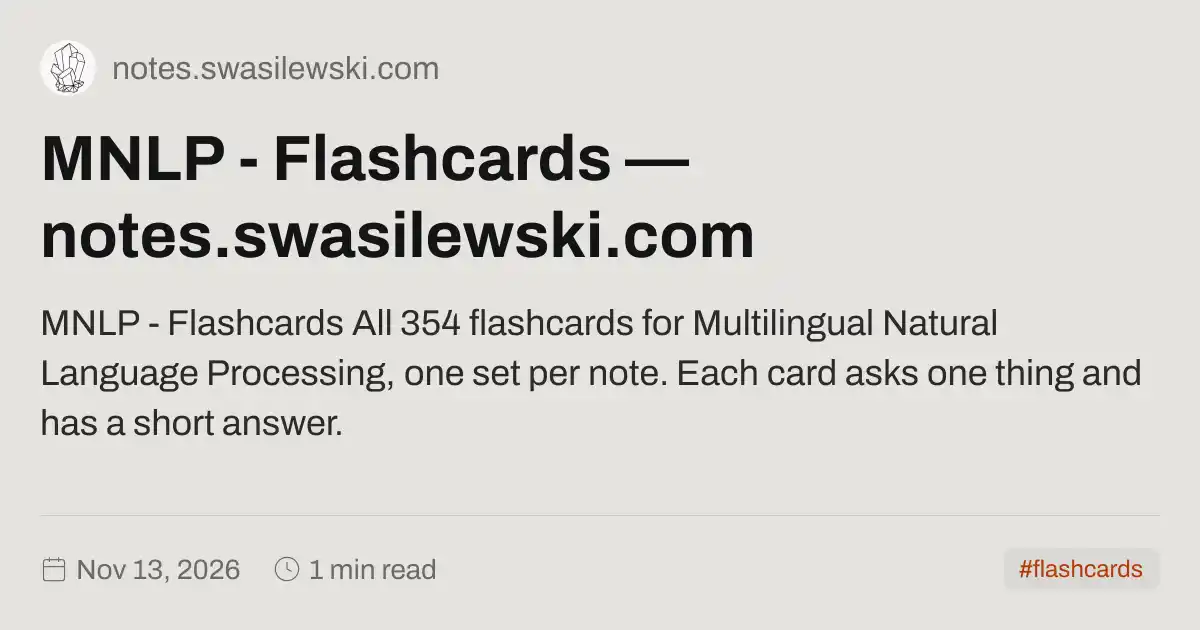 notes.swasilewski.com
MNLP - Flashcards —
notes.swasilewski.com
MNLP - Flashcards All 354 flashcards for Multilingual Natural
Language Processing, one set per note. Each card asks one thing and
has a short answer.
Nov 13, 2026 1 min read #flashcards